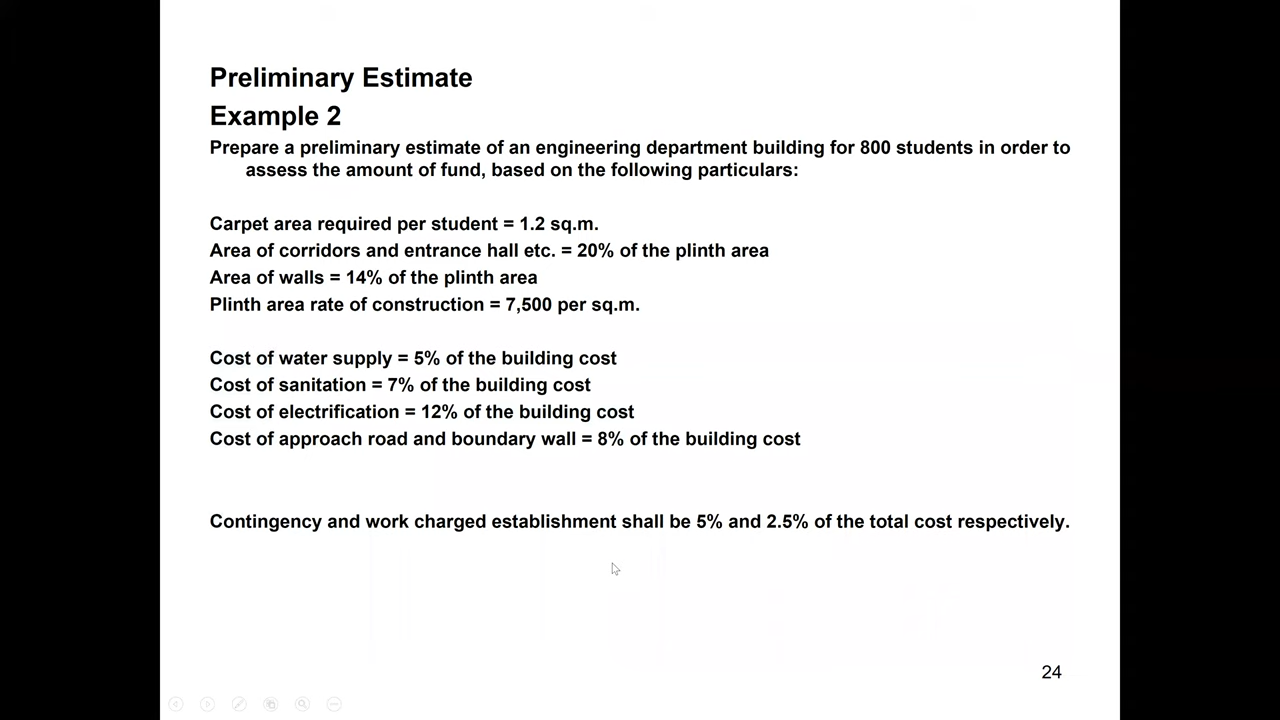 Preliminary Estimate
Example 2
Prepare a preliminary estimate of an engineering department building for 800 students in order to
assess the amount of fund, based on the following particulars:
Carpet area required per student = 1.2 sq.m.
Area of corridors and entrance hall etc. = 20% of the plinth area
Area of walls = 14% of the plinth area
Plinth area rate of construction = 7,500 per sq.m.
Cost of water supply = 5% of the building cost
Cost of sanitation = 7% of the building cost
Cost of electrification = 12% of the building cost
Cost of approach road and boundary wall = 8% of the building cost
Contingency and work charged establishment shall be 5% and 2.5% of the total cost respectively.
24